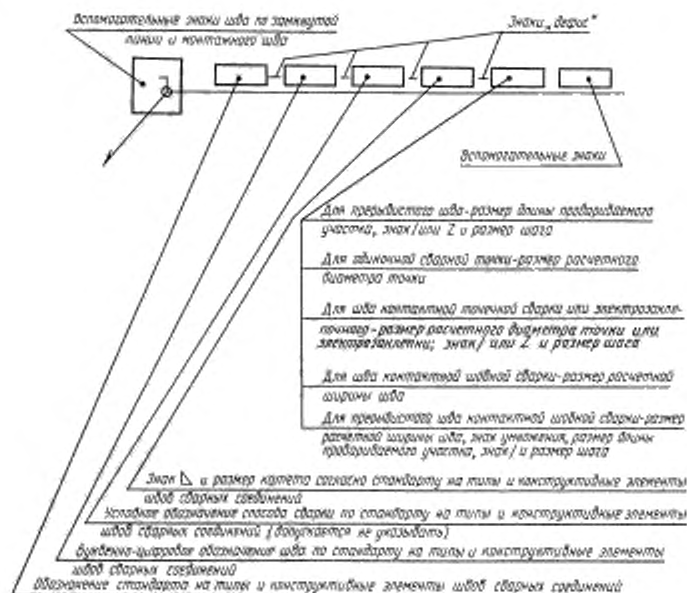 Вспомогательные знаки шва по замкнутой
линии и монтажного шва
Знаки „дефис"
Вспомогательные знаки
Для прерывистого шва-размер длины провариваемого
участка, знак / или Z и размер шага
Для одиночной сварной точки-размер расчетного
диаметра точки
Для шва контактной точечной сварки или электрозакле-
почного-размер расчетного диаметра точки или
электрозаклепки; знак / или Z и размер шага
Для шва контактной шовной сварки-размер расчетной
ширины шва
Для прерывистого шва контактной шовной сварки-размер
расчетной ширины шва, знак умножения, размер длины
провариваемого участка, знак / и размер шага
Знак ◺ и размер катета согласно стандарту на типы и конструктивные элементы
швов сварных соединений
Условное обозначение способа сварки по стандарту на типы и конструктивные элементы
швов сварных соединений (допускается не указывать)
Буквенно-цифровое обозначение шва по стандарту на типы и конструктивные элементы
швов сварных соединений
Обозначение стандарта на типы и конструктивные элементы швов сварных соединений